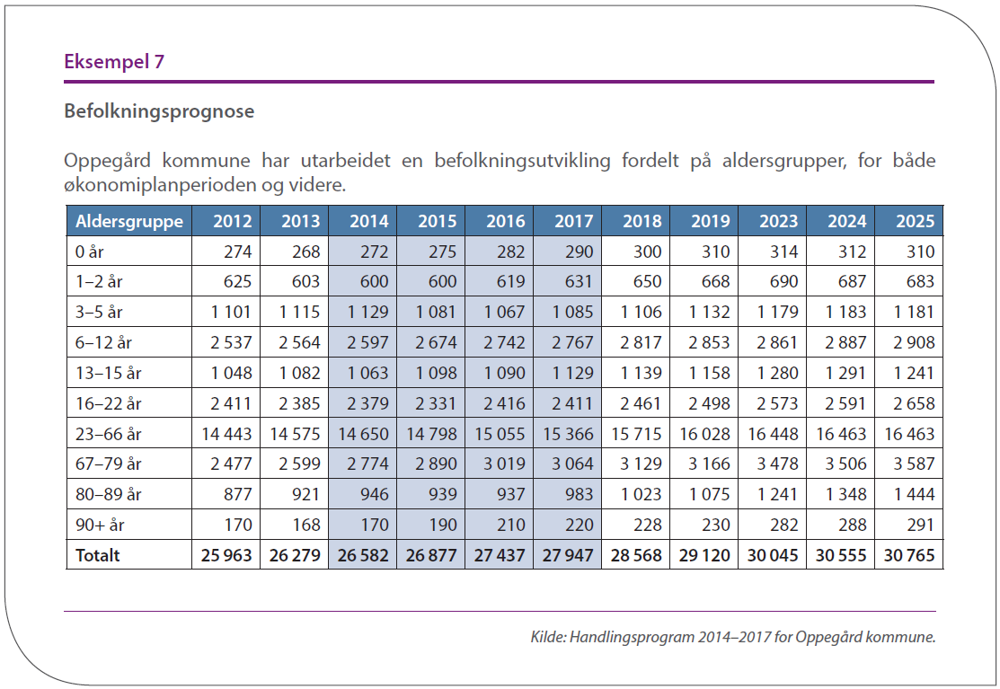 Eksempel 7
Befolkningsprognose
Oppegård kommune har utarbeidet en befolkningsutvikling fordelt på aldersgrupper, for både
økonomiplanperioden og videre.
Aldersgruppe 2012 2013 2014 2015 2016 2017 2018 2019 2023 2024 2025
0 år 274 268 272 275 282 290 300 310 314 312 310
1–2 år 625 603 600 600 619 631 650 668 690 687 683
3–5 år 1 101 1 115 1 129 1 081 1 067 1 085 1 106 1 132 1 179 1 183 1 181
6–12 år 2 537 2 564 2 597 2 674 2 742 2 767 2 817 2 853 2 861 2 887 2 908
13–15 år 1 048 1 082 1 063 1 098 1 090 1 129 1 139 1 158 1 280 1 291 1 241
16–22 år 2 411 2 385 2 379 2 331 2 416 2 411 2 461 2 498 2 573 2 591 2 658
23–66 år 14 443 14 575 14 650 14 798 15 055 15 366 15 715 16 028 16 448 16 463 16 463
67–79 år 2 477 2 599 2 774 2 890 3 019 3 064 3 129 3 166 3 478 3 506 3 587
80–89 år 877 921 946 939 937 983 1 023 1 075 1 241 1 348 1 444
90+ år 170 168 170 190 210 220 228 230 282 288 291
Totalt 25 963 26 279 26 582 26 877 27 437 27 947 28 568 29 120 30 045 30 555 30 765
Kilde: Handlingsprogram 2014–2017 for Oppegård kommune.